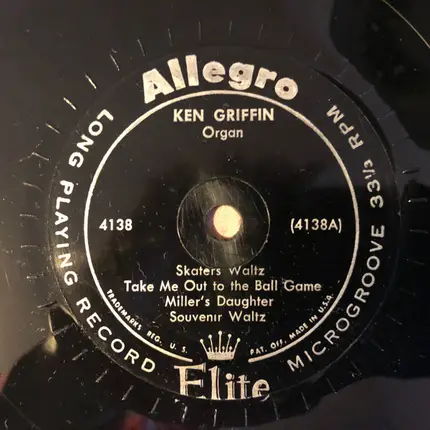 Allegro
LONG PLAYING RECORD
MICROGROOVE 33⅓ RPM
KEN GRIFFIN
Organ
4138
(4138A)
Skaters Waltz
Take Me Out to the Ball Game
Miller's Daughter
Souvenir Waltz
TRADEMARKS REG. U. S. PAT. OFF. MADE IN U.S.A.
Elite